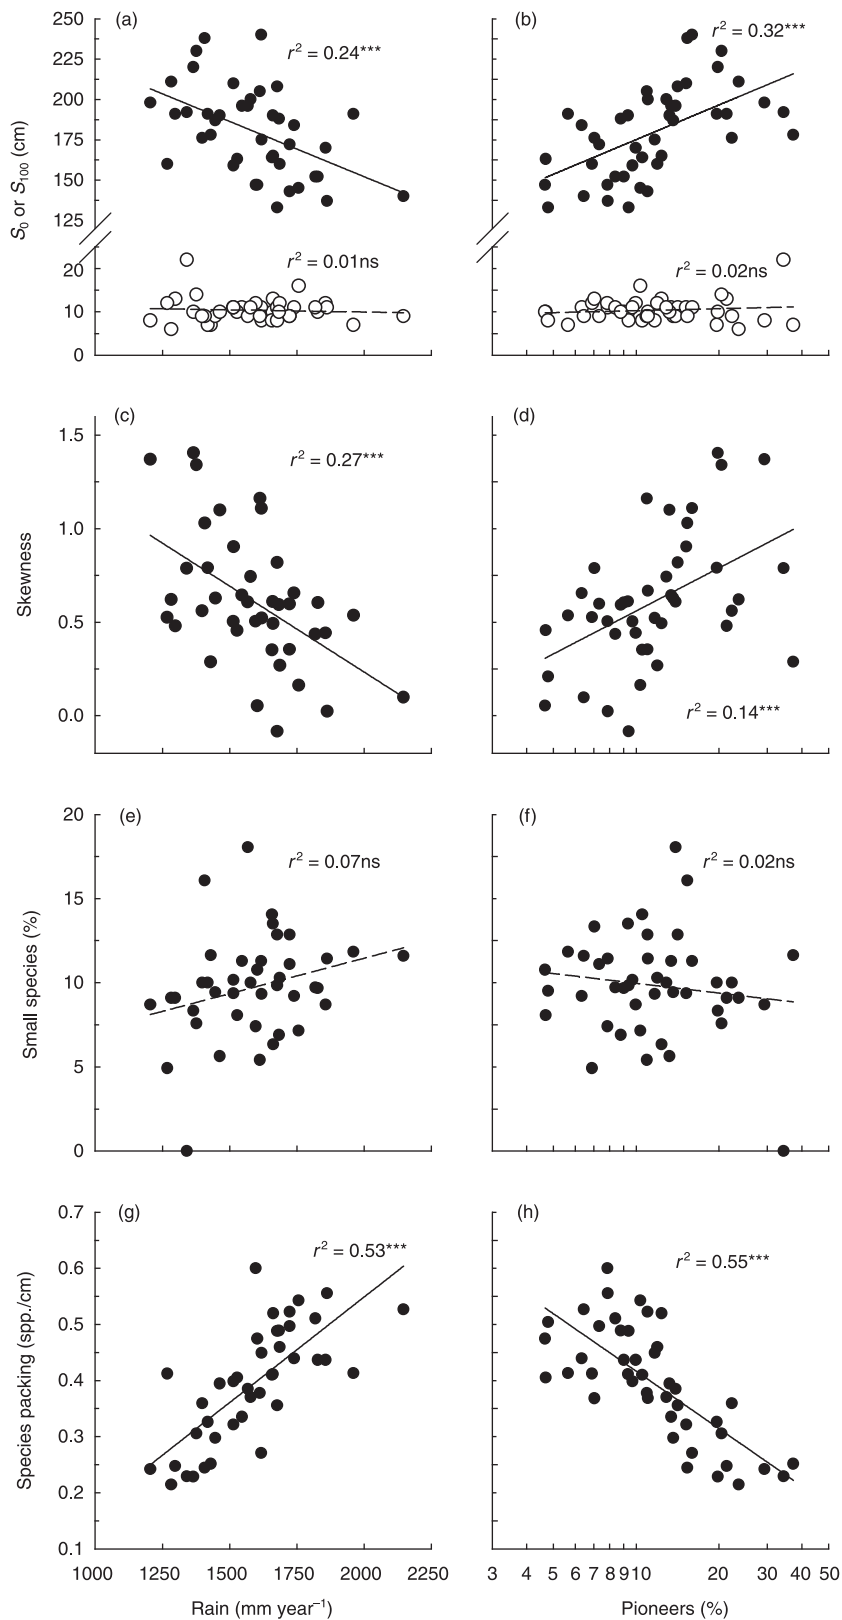 (a)
r² = 0.24***
250
225
200
175
150
125
20
10
0
S₀ or S₁₀₀ (cm)
r² = 0.01ns
(b)
r² = 0.32***
r² = 0.02ns
(c)
r² = 0.27***
1.5
1.0
0.5
0.0
Skewness
(d)
r² = 0.14***
(e)
r² = 0.07ns
20
15
10
5
0
Small species (%)
(f)
r² = 0.02ns
(g)
r² = 0.53***
0.7
0.6
0.5
0.4
0.3
0.2
0.1
Species packing (spp./cm)
1000 1250 1500 1750 2000 2250
Rain (mm year⁻¹)
(h)
r² = 0.55***
3 4 5 6 7 8 9 10 20 30 40 50
Pioneers (%)